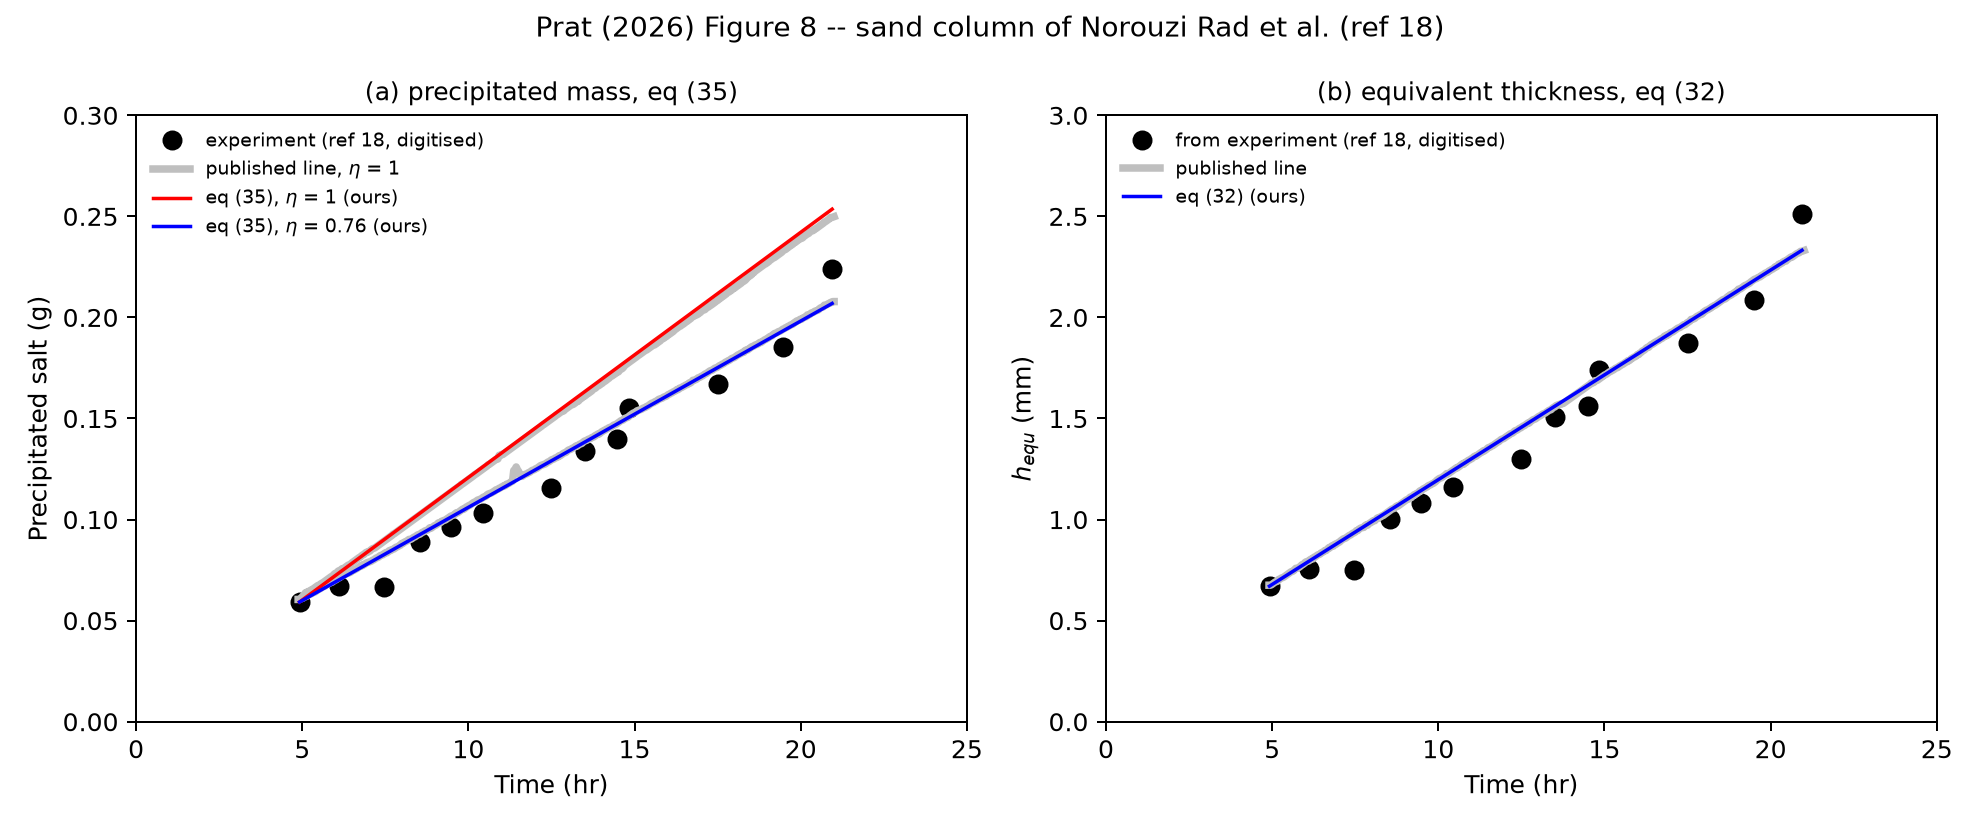 Prat (2026) Figure 8 -- sand column of Norouzi Rad et al. (ref 18)
(a) precipitated mass, eq (35)
0.30
0.25
0.20
0.15
0.10
0.05
0.00
Precipitated salt (g)
experiment (ref 18, digitised)
published line, η = 1
eq (35), η = 1 (ours)
eq (35), η = 0.76 (ours)
0 5 10 15 20 25
Time (hr)
(b) equivalent thickness, eq (32)
3.0
2.5
2.0
1.5
1.0
0.5
0.0
hequ (mm)
from experiment (ref 18, digitised)
published line
eq (32) (ours)
0 5 10 15 20 25
Time (hr)